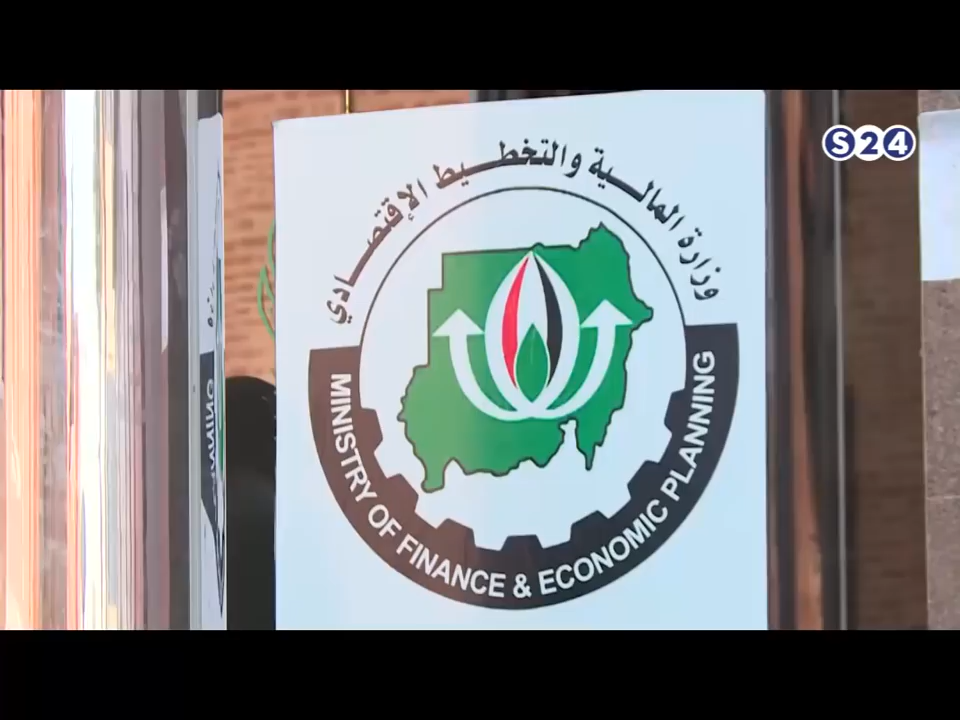 S24
وزارة المالية والتخطيط الإقتصادي
MINISTRY OF FINANCE & ECONOMIC PLANNING